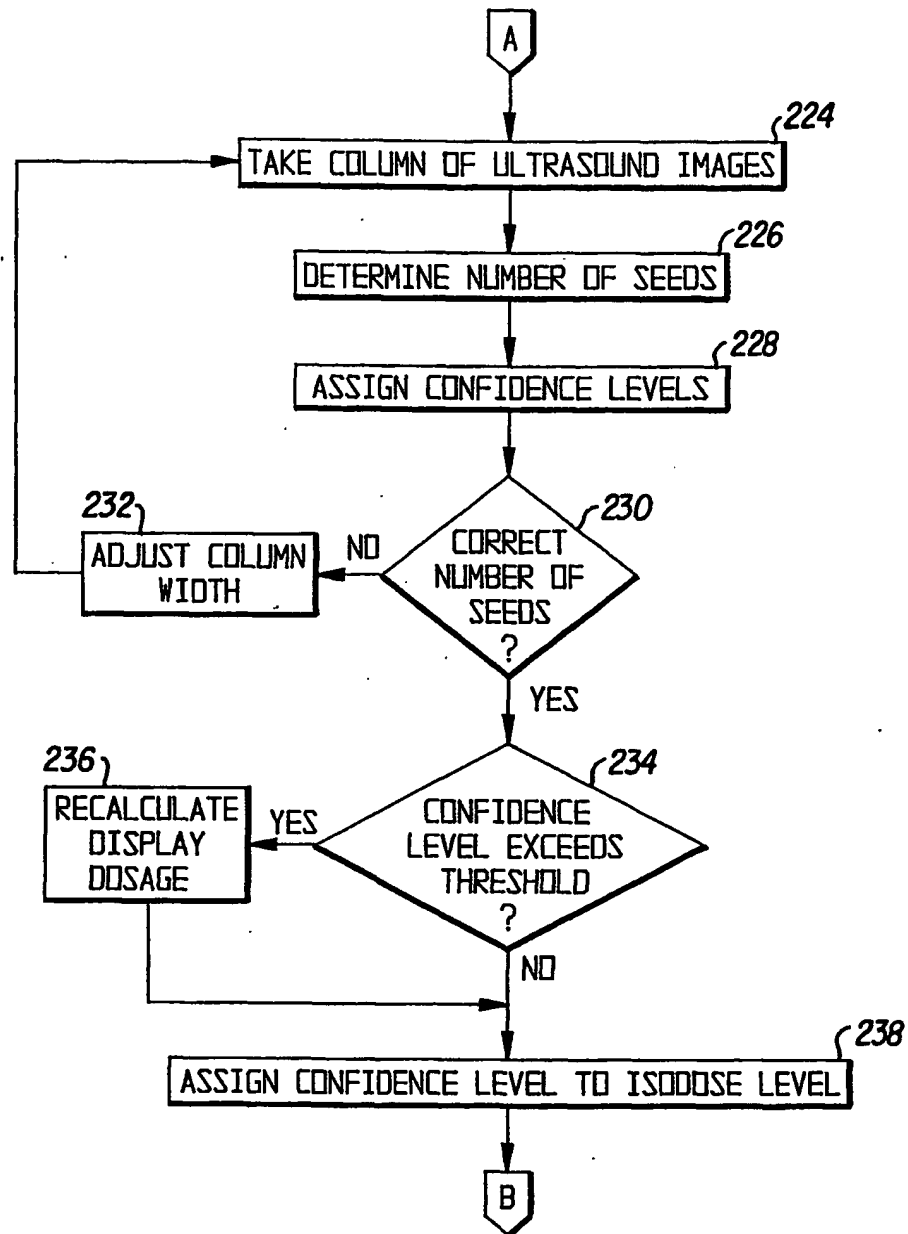 A
224
TAKE COLUMN OF ULTRASOUND IMAGES
226
DETERMINE NUMBER OF SEEDS
228
ASSIGN CONFIDENCE LEVELS
230
CORRECT
NUMBER OF
SEEDS
?
NO
232
ADJUST COLUMN
WIDTH
YES
234
CONFIDENCE
LEVEL EXCEEDS
THRESHOLD
?
YES
236
RECALCULATE
DISPLAY
DOSAGE
NO
238
ASSIGN CONFIDENCE LEVEL TO ISODOSE LEVEL
B